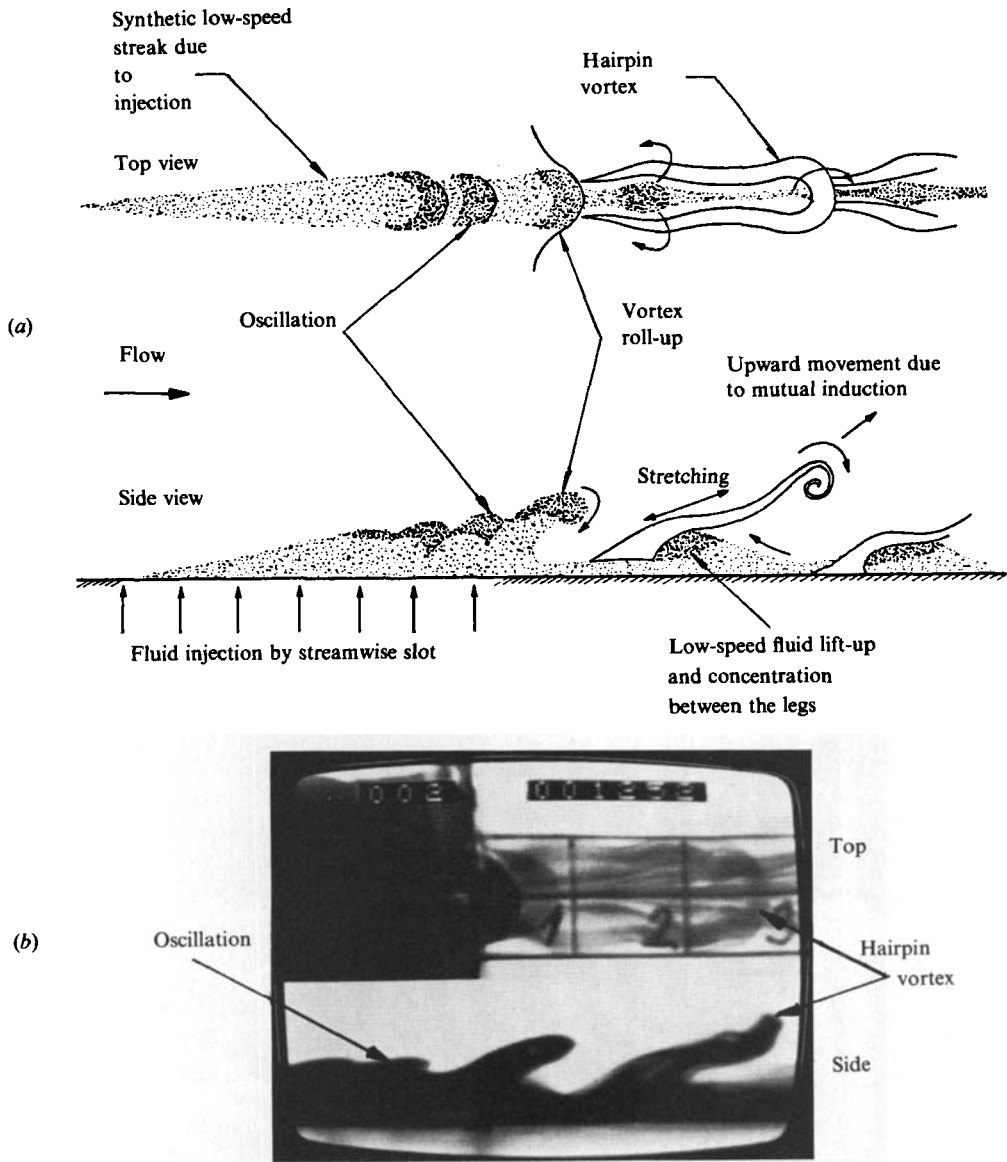 Synthetic low-speed
streak due
to
injection
Hairpin
vortex
Top view
Oscillation
Vortex
roll-up
(a)
Flow
Upward movement due
to mutual induction
Stretching
Side view
Fluid injection by streamwise slot
Low-speed fluid lift-up
and concentration
between the legs
002
Top
1 2 3
(b)
Oscillation
Hairpin
vortex
Side